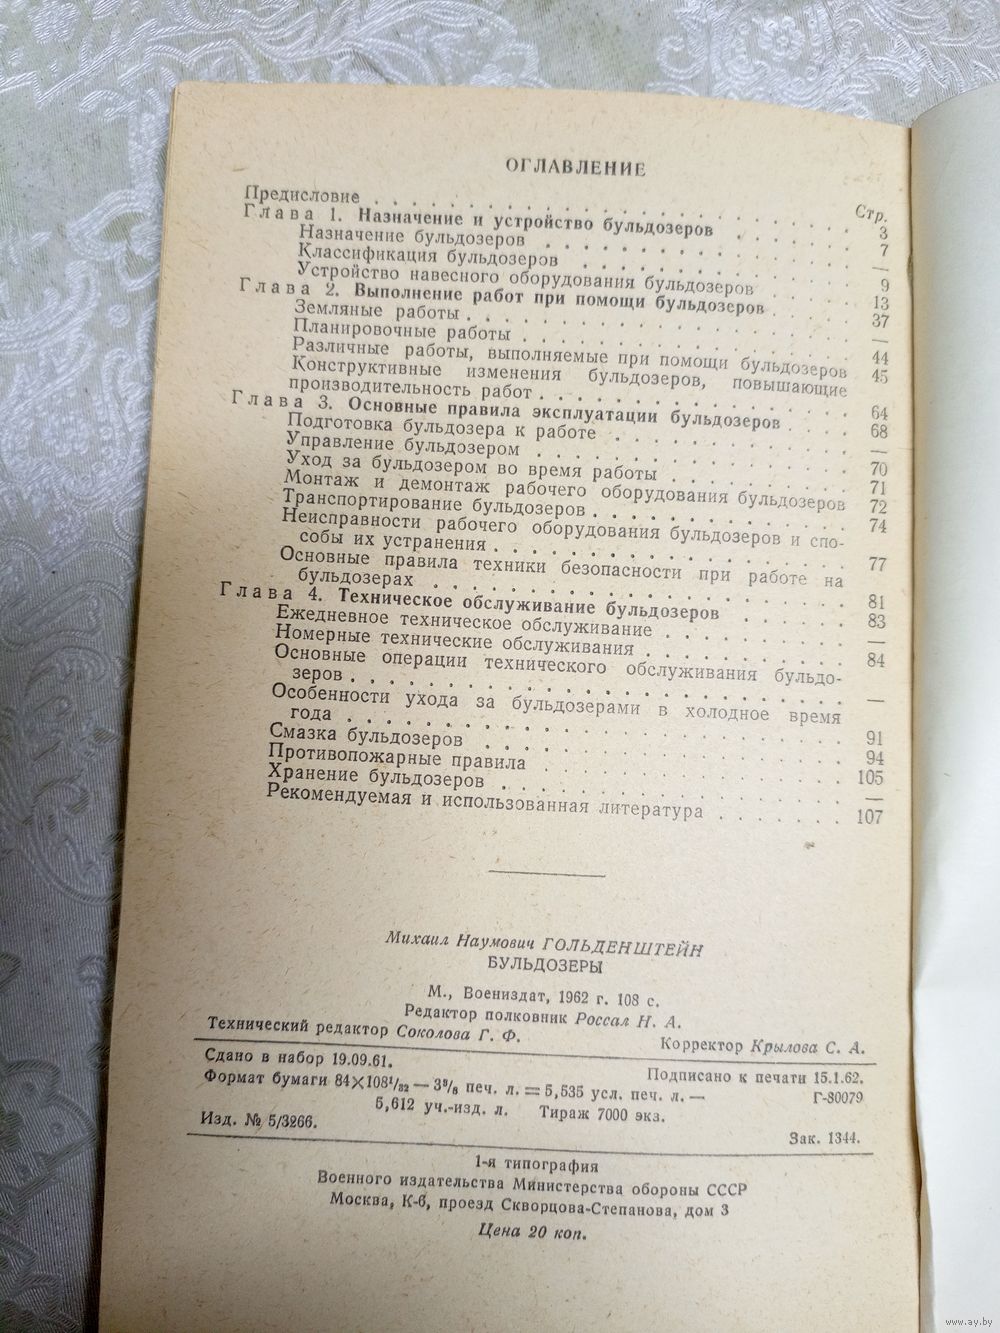 ОГЛАВЛЕНИЕ
Стр.
Предисловие . . . . . . . . . . . . . . . . . 3
Глава 1. Назначение и устройство бульдозеров . . . . . 7
Назначение бульдозеров . . . . . . . . . . . —
Классификация бульдозеров . . . . . . . . . . 9
Устройство навесного оборудования бульдозеров . . . . 13
Глава 2. Выполнение работ при помощи бульдозеров . . . . 37
Земляные работы . . . . . . . . . . . . . . —
Планировочные работы . . . . . . . . . . . . 44
Различные работы, выполняемые при помощи бульдозеров 45
Конструктивные изменения бульдозеров, повышающие
производительность работ . . . . . . . . . . . 64
Глава 3. Основные правила эксплуатации бульдозеров . . . . 68
Подготовка бульдозера к работе . . . . . . . . . —
Управление бульдозером . . . . . . . . . . . 70
Уход за бульдозером во время работы . . . . . . . 71
Монтаж и демонтаж рабочего оборудования бульдозеров 72
Транспортирование бульдозеров . . . . . . . . . 74
Неисправности рабочего оборудования бульдозеров и спо-
собы их устранения . . . . . . . . . . . . . 77
Основные правила техники безопасности при работе на
бульдозерах . . . . . . . . . . . . . . . 81
Глава 4. Техническое обслуживание бульдозеров . . . . . 83
Ежедневное техническое обслуживание . . . . . . . —
Номерные технические обслуживания . . . . . . . . 84
Основные операции технического обслуживания бульдо-
зеров . . . . . . . . . . . . . . . . . —
Особенности ухода за бульдозерами в холодное время
года . . . . . . . . . . . . . . . . . . 91
Смазка бульдозеров . . . . . . . . . . . . . 94
Противопожарные правила . . . . . . . . . . . 105
Хранение бульдозеров . . . . . . . . . . . . —
Рекомендуемая и использованная литература . . . . . . 107
Михаил Наумович ГОЛЬДЕНШТЕЙН
БУЛЬДОЗЕРЫ
М., Воениздат, 1962 г. 108 с.
Редактор полковник Россал Н. А.
Технический редактор Соколова Г. Ф. Корректор Крылова С. А.
Сдано в набор 19.09.61. Подписано к печати 15.1.62.
Формат бумаги 84×108¹/₃₂ — 3³/₈ печ. л. = 5,535 усл. печ. л. — Г-80079
5,612 уч.-изд. л. Тираж 7000 экз.
Изд. № 5/3266. Зак. 1344.
1-я типография
Военного издательства Министерства обороны СССР
Москва, К-6, проезд Скворцова-Степанова, дом 3
Цена 20 коп.
www.ay.by